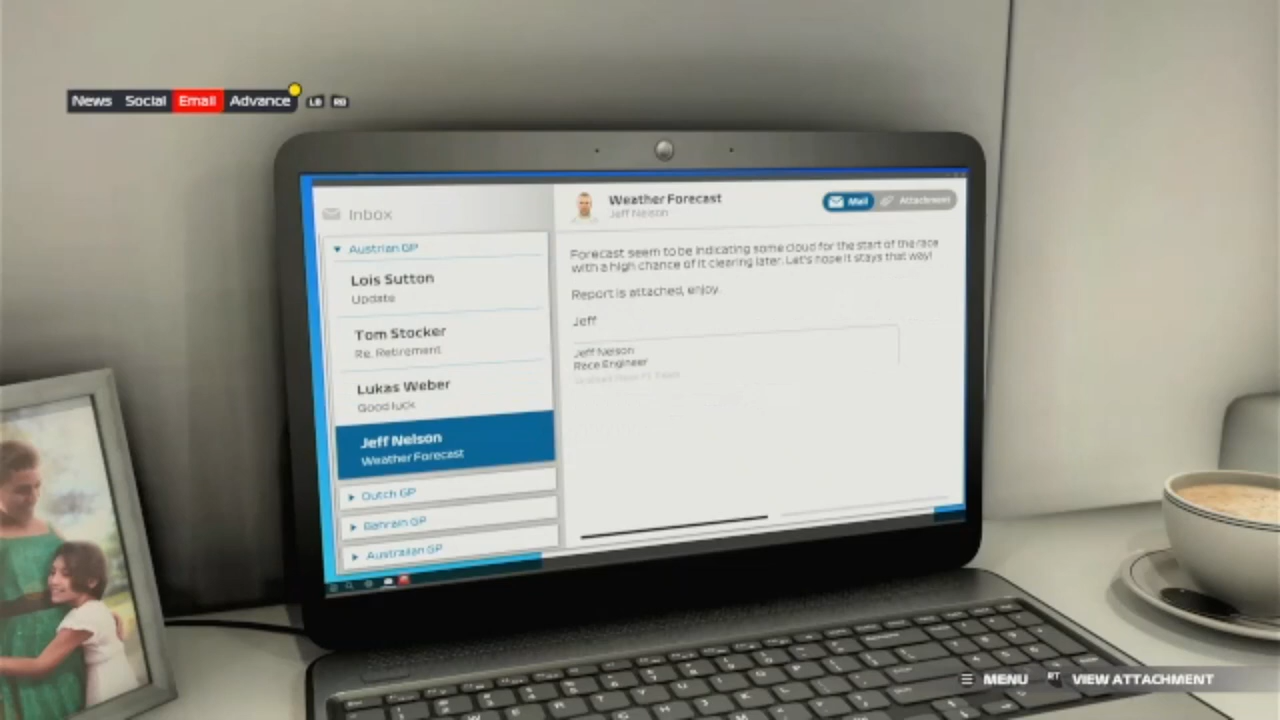 News Social Email Advance LB RB
Inbox
Austrian GP
Lois Sutton
Update
Tom Stocker
Re. Retirement
Lukas Weber
Good luck
Jeff Nelson
Weather Forecast
Dutch GP
Bahrain GP
Australian GP
Weather Forecast
Jeff Nelson
Mail Attachment
Forecast seem to be indicating some cloud for the start of the race
with a high chance of it clearing later. Let's hope it stays that way!
Report is attached, enjoy.
Jeff
Jeff Nelson
Race Engineer
MENU RT VIEW ATTACHMENT